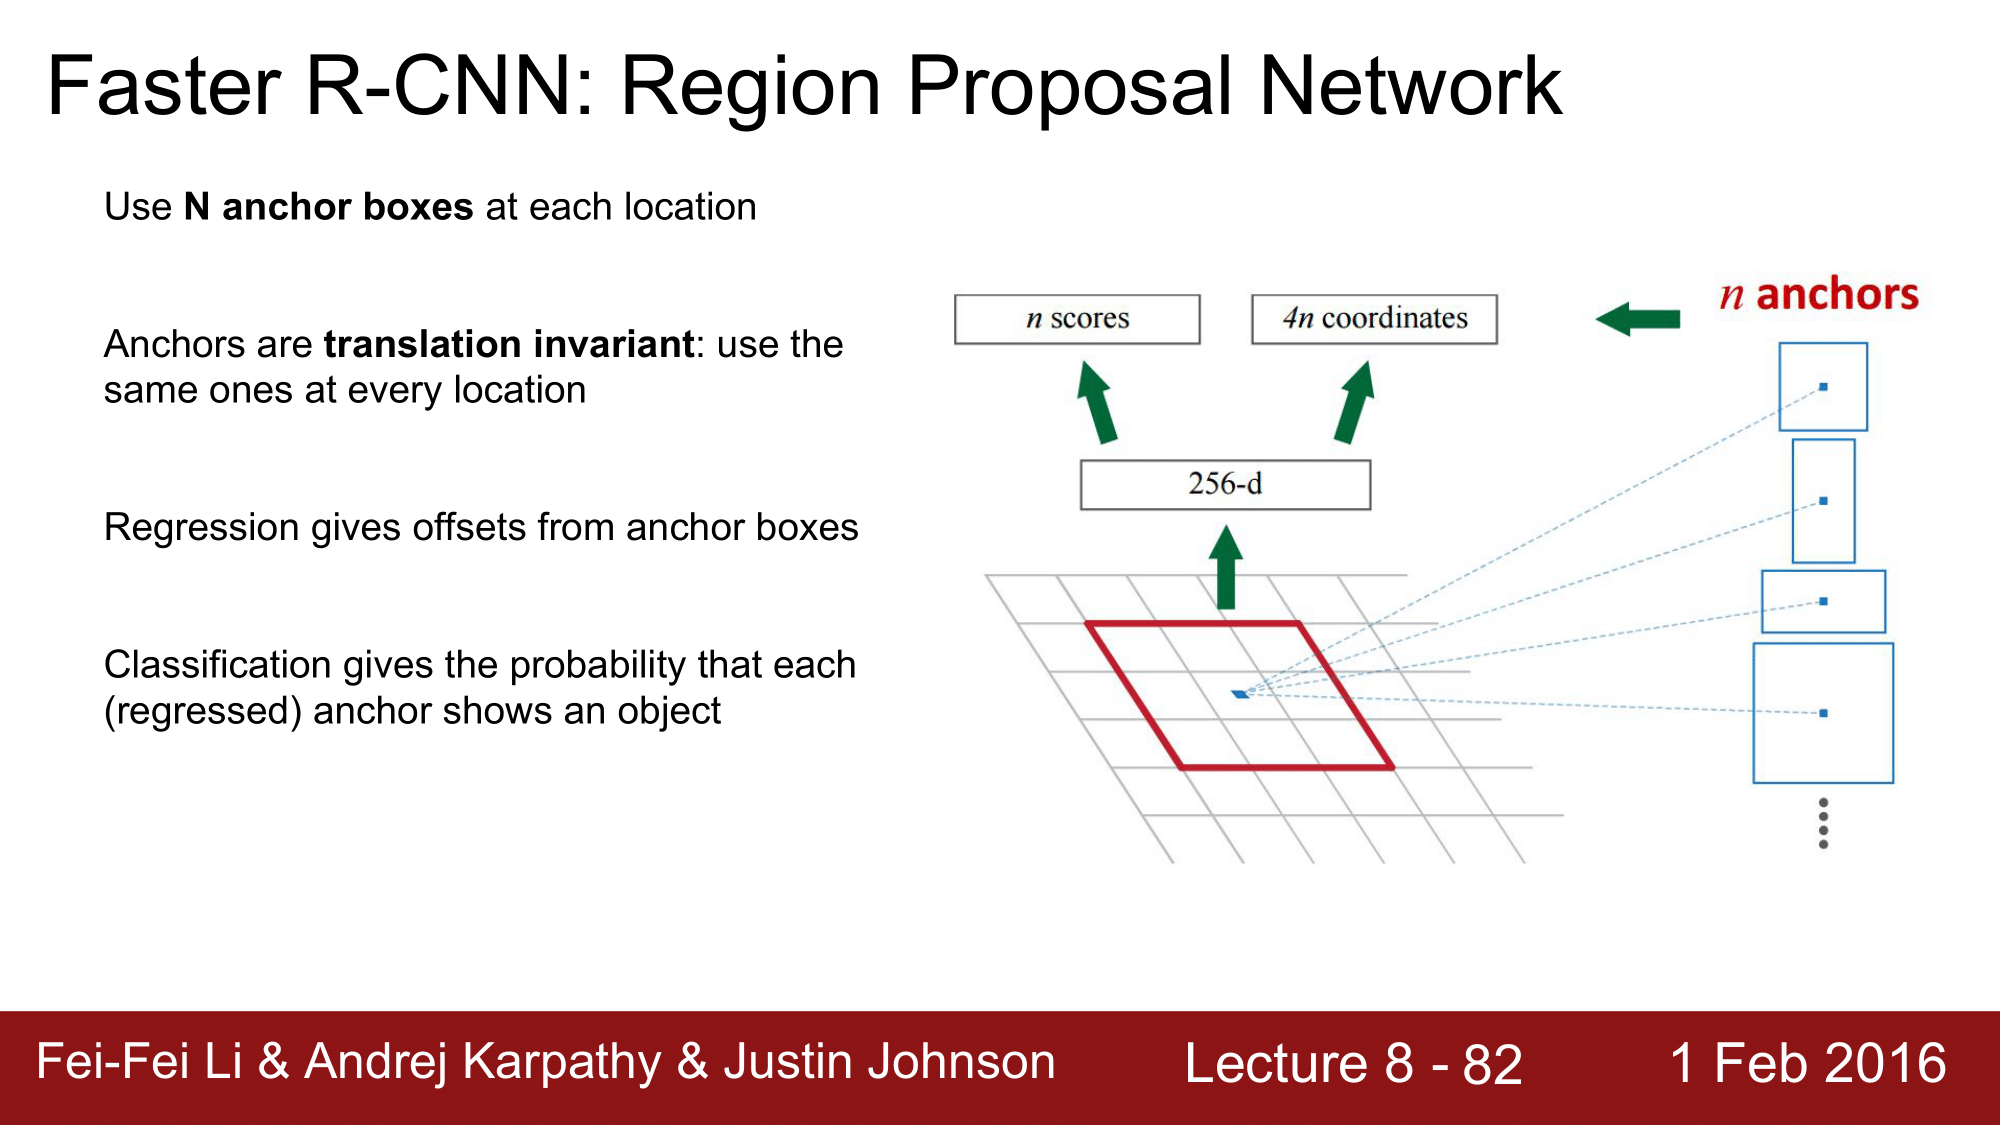 Faster R-CNN: Region Proposal Network
Use N anchor boxes at each location
Anchors are translation invariant: use the
same ones at every location
Regression gives offsets from anchor boxes
Classification gives the probability that each
(regressed) anchor shows an object
n scores
4n coordinates
n anchors
256-d
Fei-Fei Li & Andrej Karpathy & Justin Johnson
Lecture 8 - 82
1 Feb 2016